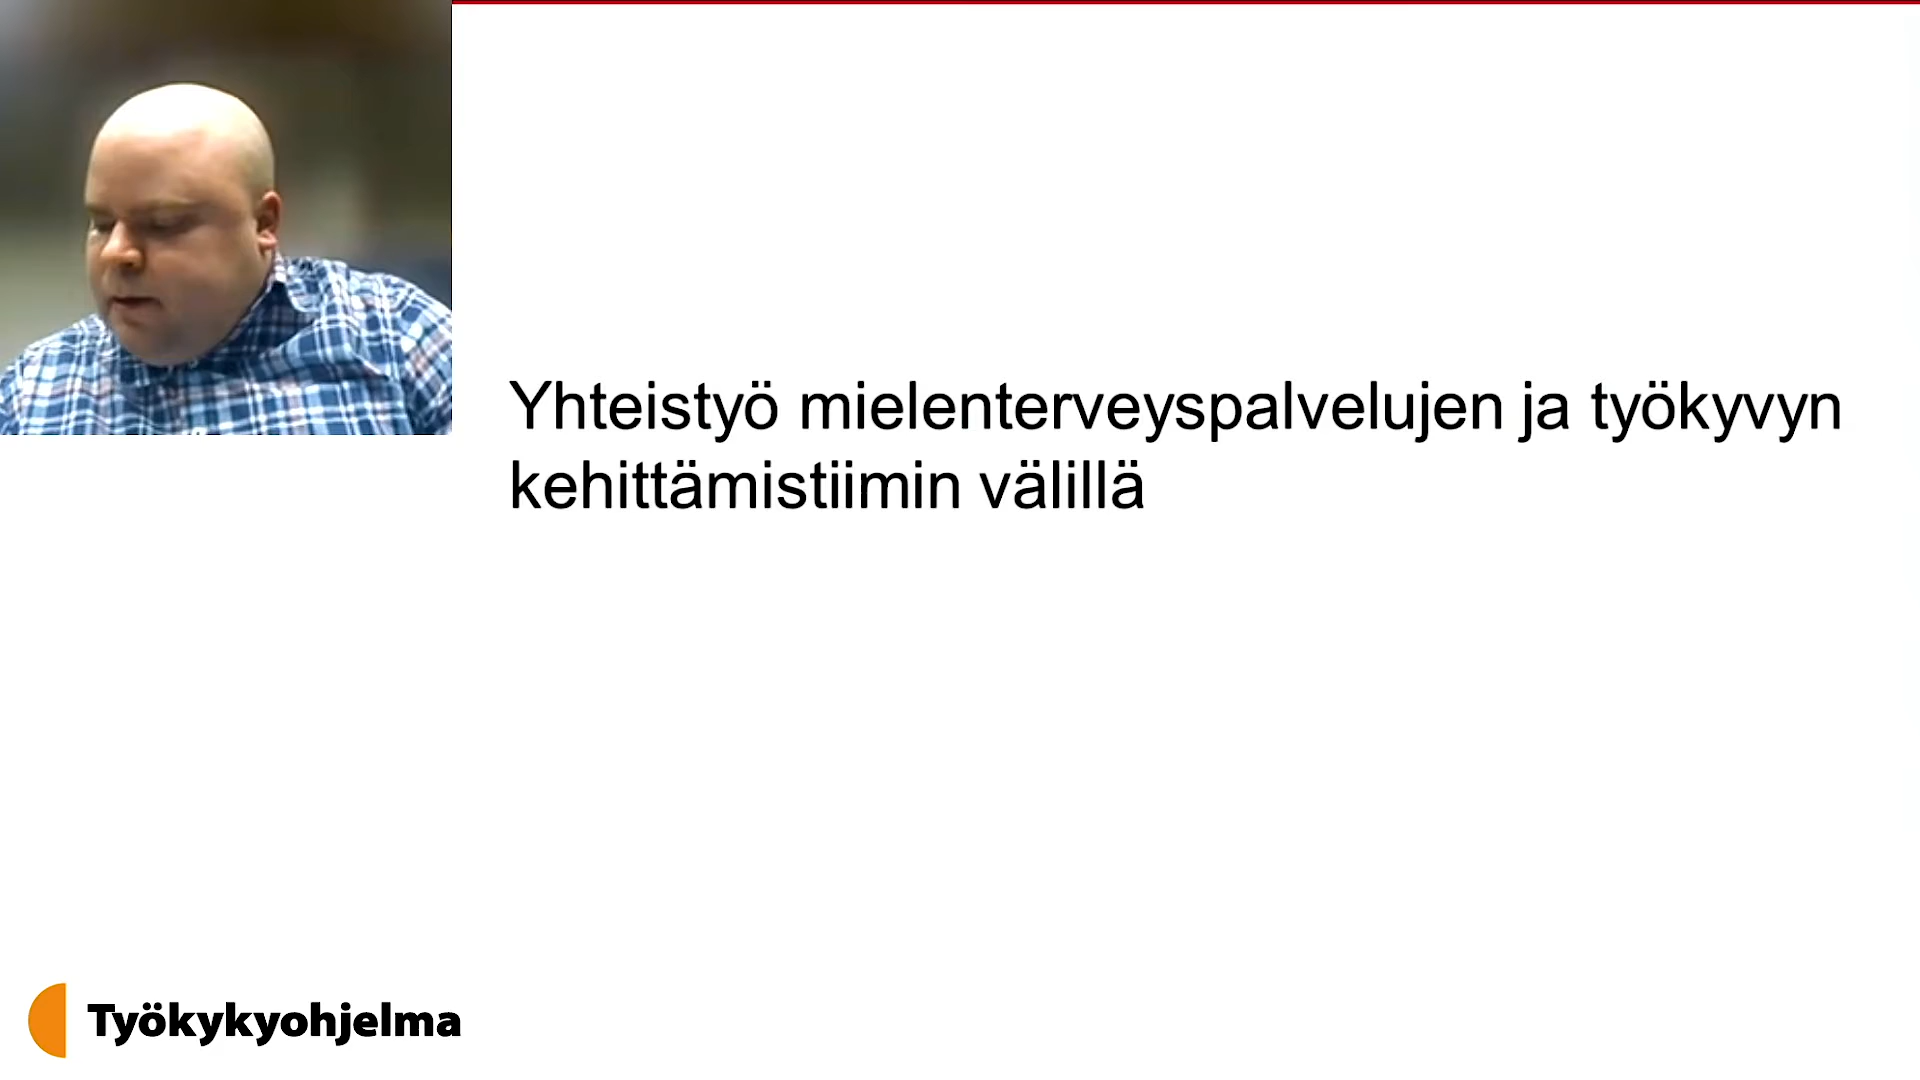 Yhteistyö mielenterveyspalvelujen ja työkyvyn
kehittämistiimin välillä
Työkykyohjelma